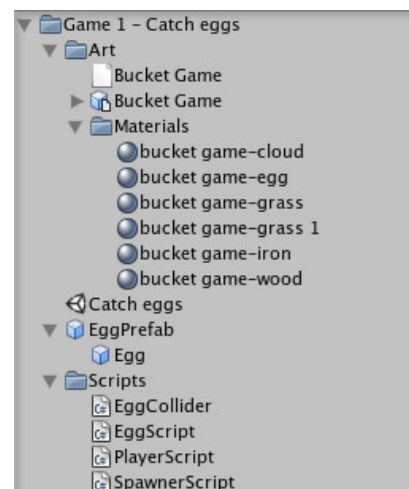 Game 1 - Catch eggs
Art
Bucket Game
Bucket Game
Materials
bucket game-cloud
bucket game-egg
bucket game-grass
bucket game-grass 1
bucket game-iron
bucket game-wood
Catch eggs
EggPrefab
Egg
Scripts
EggCollider
EggScript
PlayerScript
SpawnerScript